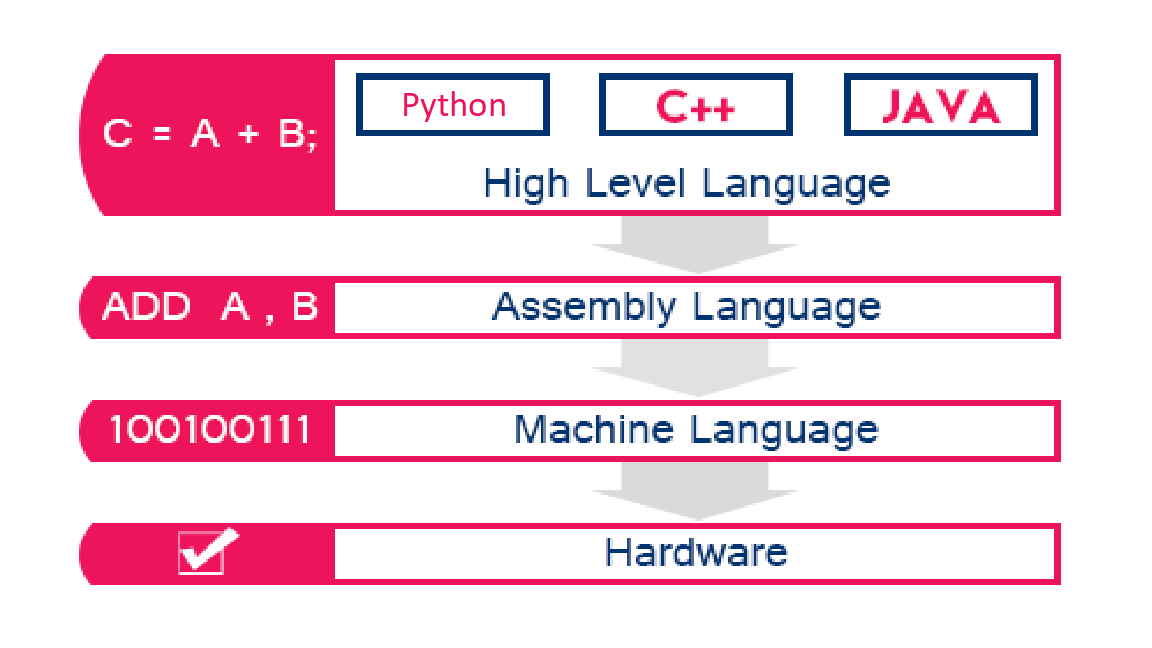 C = A + B;
Python
C++
JAVA
High Level Language
ADD A , B
Assembly Language
100100111
Machine Language
Hardware